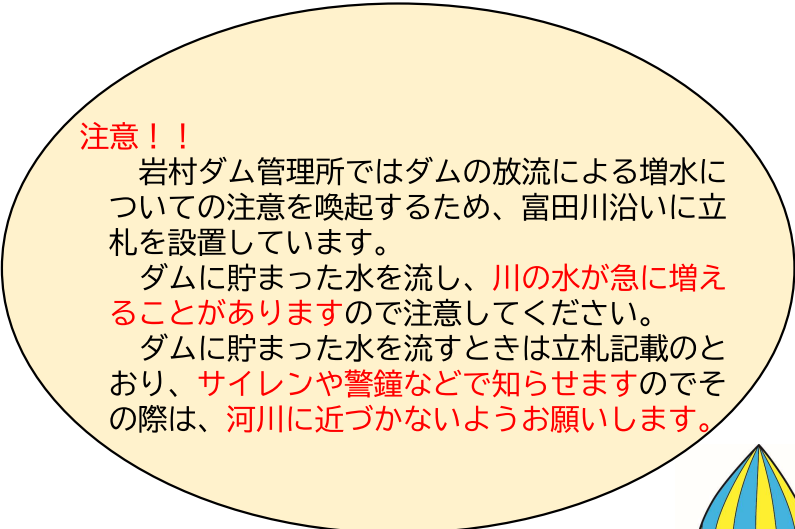 注意！！
岩村ダム管理所ではダムの放流による増水に
ついての注意を喚起するため、富田川沿いに立
札を設置しています。
ダムに貯まった水を流し、川の水が急に増え
ることがありますので注意してください。
ダムに貯まった水を流すときは立札記載のと
おり、サイレンや警鐘などで知らせますのでそ
の際は、河川に近づかないようお願いします。